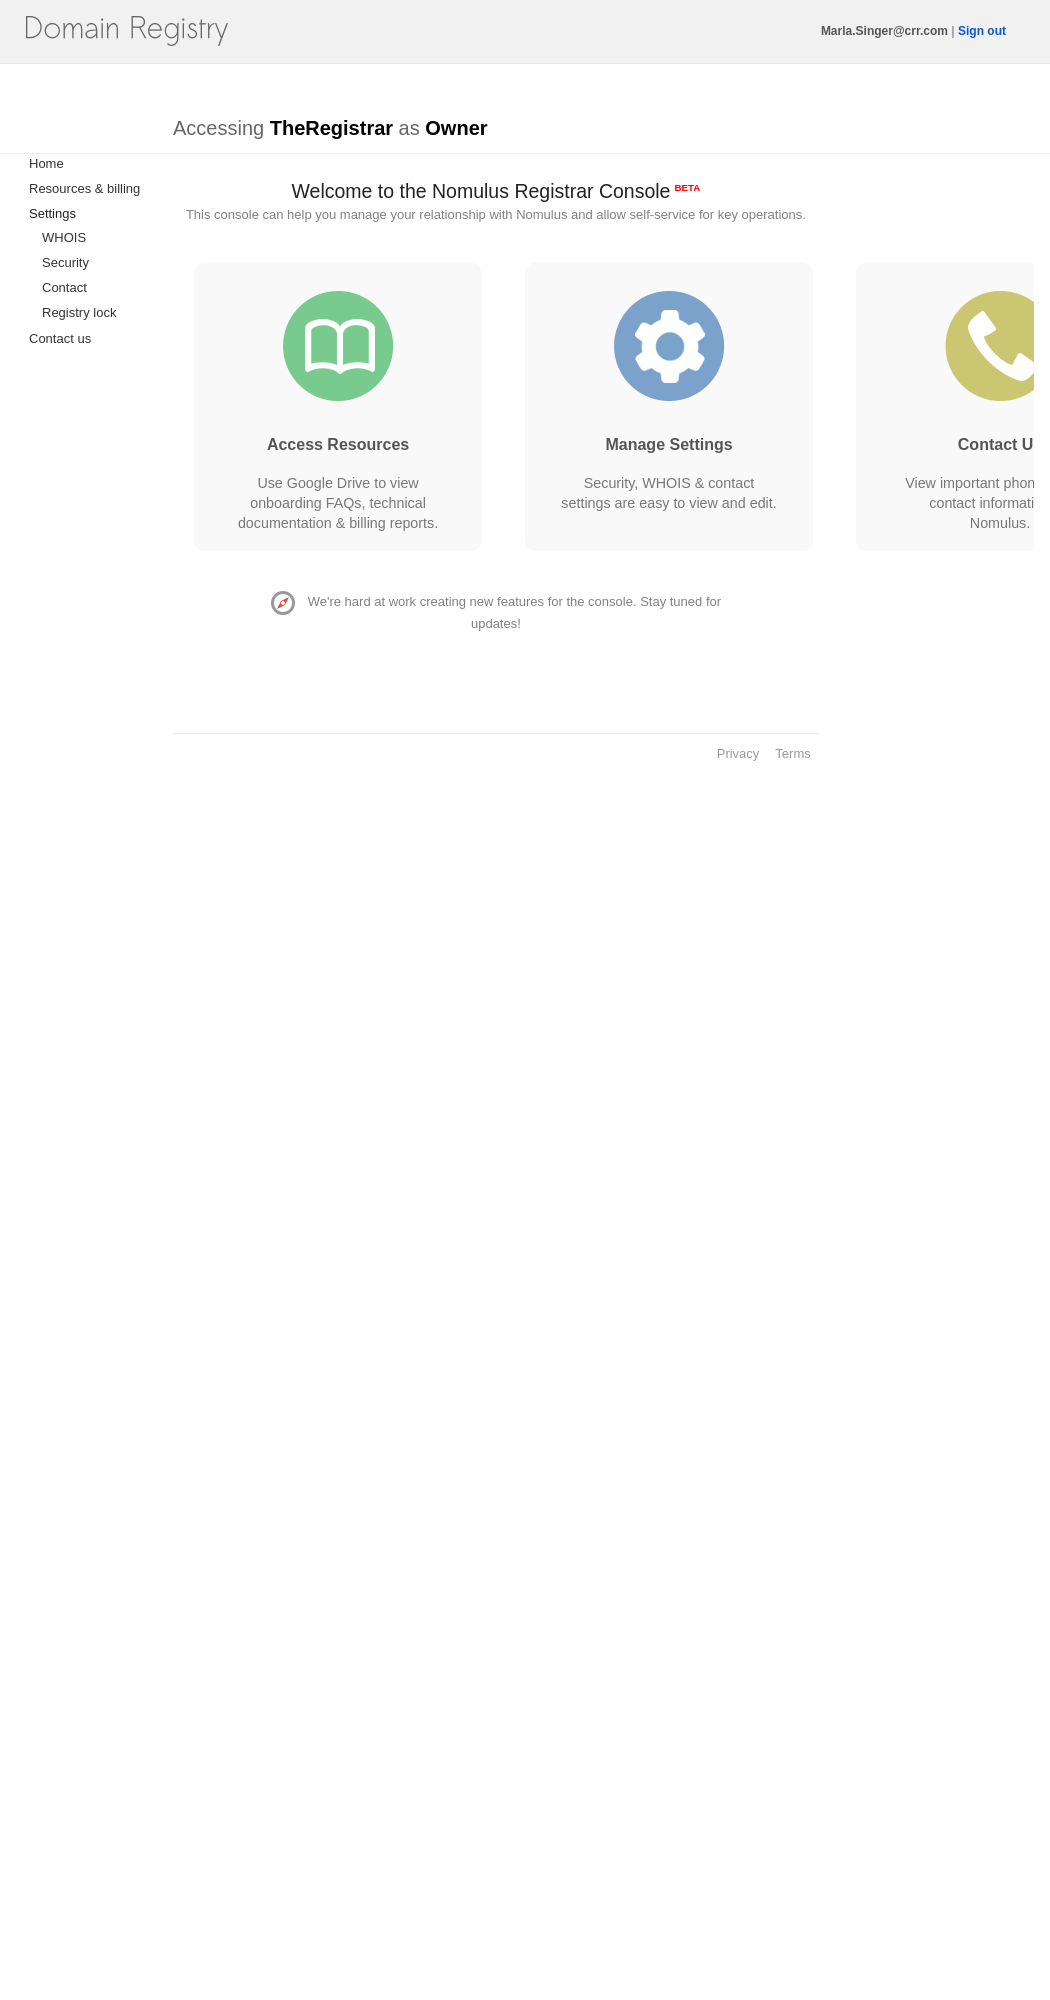 Domain Registry
Marla.Singer@crr.com | Sign out
Accessing TheRegistrar as Owner
Home
Resources & billing
Settings
WHOIS
Security
Contact
Registry lock
Contact us
Welcome to the Nomulus Registrar Console BETA
This console can help you manage your relationship with Nomulus and allow self-service for key operations.
Access Resources
Use Google Drive to view
onboarding FAQs, technical
documentation & billing reports.
Manage Settings
Security, WHOIS & contact
settings are easy to view and edit.
Contact U
View important phon
contact informati
Nomulus.
We're hard at work creating new features for the console. Stay tuned for
updates!
Privacy Terms